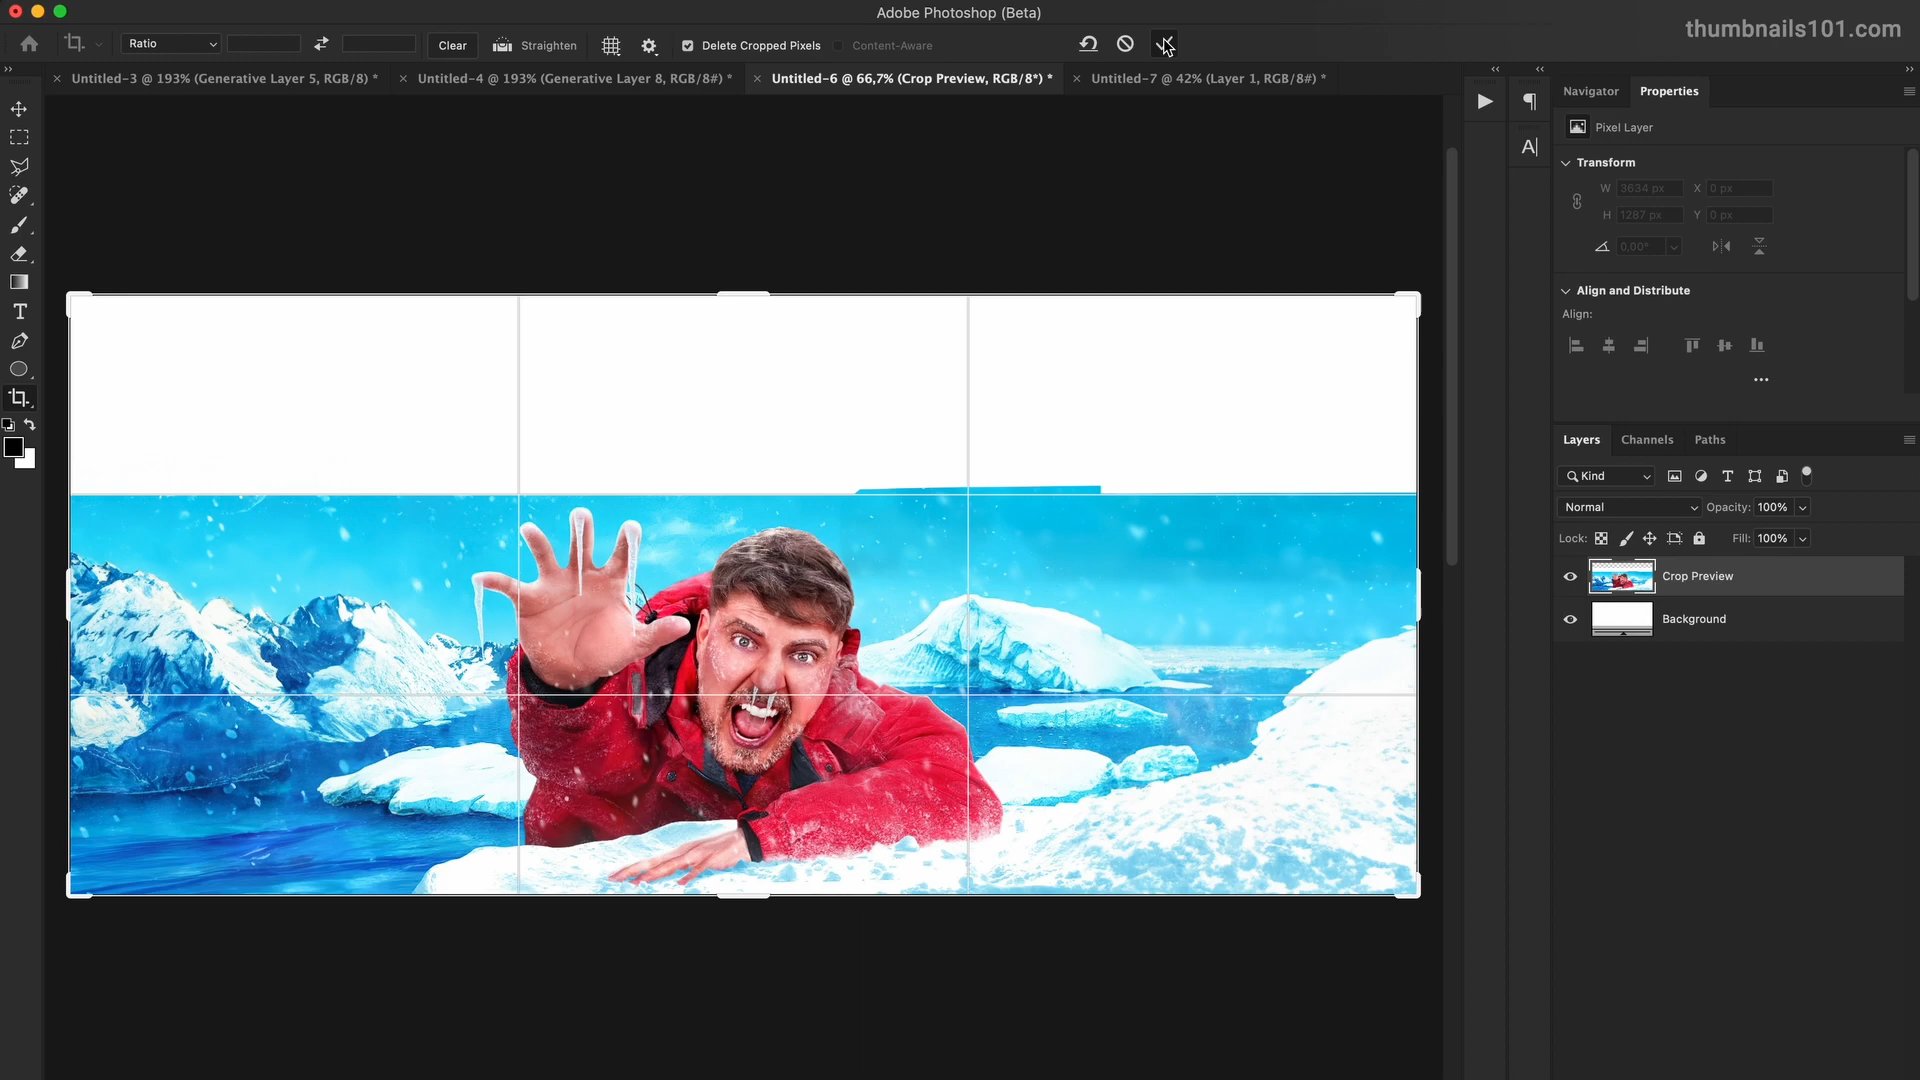 Adobe Photoshop (Beta)
thumbnails101.com
Ratio
Clear
Straighten
Delete Cropped Pixels
Content-Aware
Untitled-3 @ 193% (Generative Layer 5, RGB/8) *
Untitled-4 @ 193% (Generative Layer 8, RGB/8#) *
Untitled-6 @ 66,7% (Crop Preview, RGB/8*) *
Untitled-7 @ 42% (Layer 1, RGB/8#) *
Navigator
Properties
Pixel Layer
Transform
W 3634 px X 0 px
H 1287 px Y 0 px
0,00°
Align and Distribute
Align:
Layers
Channels
Paths
Kind
Normal
Opacity: 100%
Lock:
Fill: 100%
Crop Preview
Background